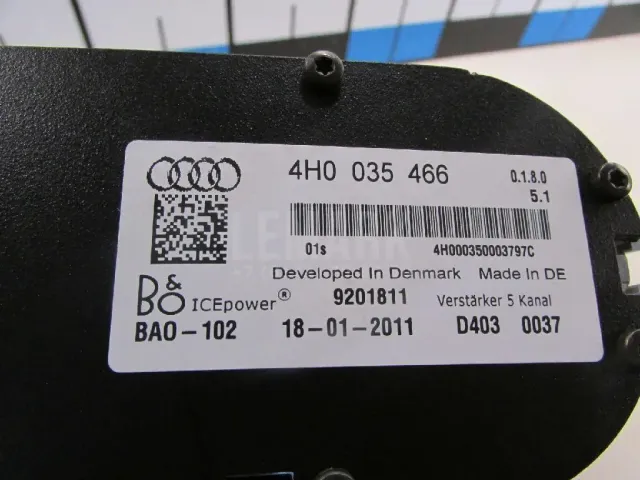 4H0 035 466 0.1.8.0
5.1
01s 4H000350003797C
Developed In Denmark Made In DE
B&O ICEpower® 9201811 Verstärker 5 Kanal
BAO-102 18-01-2011 D403 0037